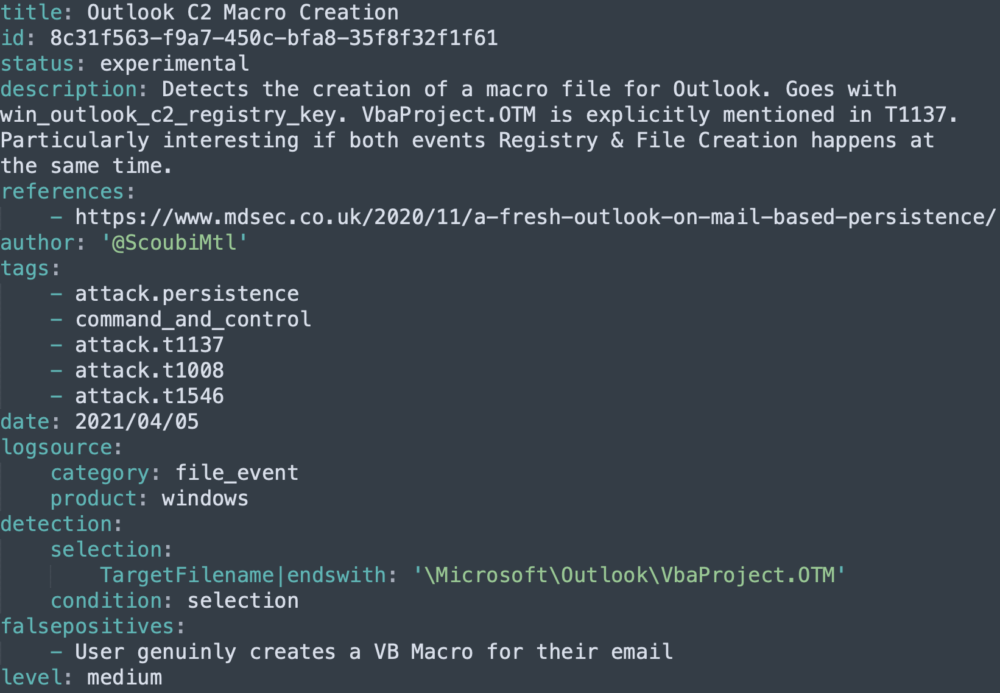 title: Outlook C2 Macro Creation
id: 8c31f563-f9a7-450c-bfa8-35f8f32f1f61
status: experimental
description: Detects the creation of a macro file for Outlook. Goes with
win_outlook_c2_registry_key. VbaProject.OTM is explicitly mentioned in T1137.
Particularly interesting if both events Registry & File Creation happens at
the same time.
references:
    - https://www.mdsec.co.uk/2020/11/a-fresh-outlook-on-mail-based-persistence/
author: '@ScoubiMtl'
tags:
    - attack.persistence
    - command_and_control
    - attack.t1137
    - attack.t1008
    - attack.t1546
date: 2021/04/05
logsource:
    category: file_event
    product: windows
detection:
    selection:
        TargetFilename|endswith: '\Microsoft\Outlook\VbaProject.OTM'
    condition: selection
falsepositives:
    - User genuinly creates a VB Macro for their email
level: medium